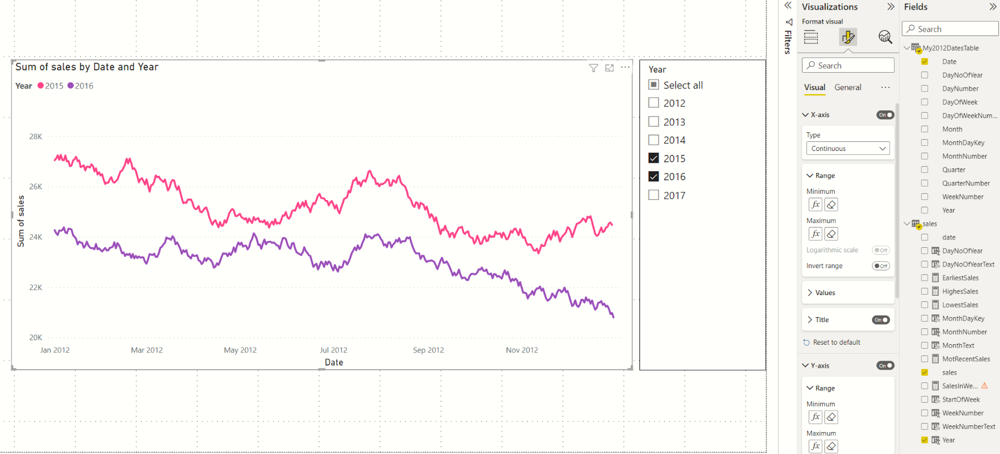 Sum of sales by Date and Year
Year 2015 2016
28K
26K
24K
22K
20K
Sum of sales
Jan 2012 Mar 2012 May 2012 Jul 2012 Sep 2012 Nov 2012
Date
Year
Select all
2012
2013
2014
2015
2016
2017
Filters
Visualizations
Format visual
Search
Visual General
X-axis On
Type
Continuous
Range
Minimum
fx
Maximum
fx
Logarithmic scale Off
Invert range Off
Values
Title On
Reset to default
Y-axis On
Range
Minimum
fx
Maximum
fx
Fields
Search
My2012DatesTable
Date
DayNoOfYear
DayNumber
DayOfWeek
DayOfWeekNum...
Month
MonthDayKey
MonthNumber
Quarter
QuarterNumber
WeekNumber
Year
sales
date
DayNoOfYear
DayNoOfYearText
EarliestSales
HighesSales
LowestSales
MonthDayKey
MonthNumber
MonthText
MotRecentSales
sales
SalesInWe...
StartOfWeek
WeekNumber
WeekNumberText
Year